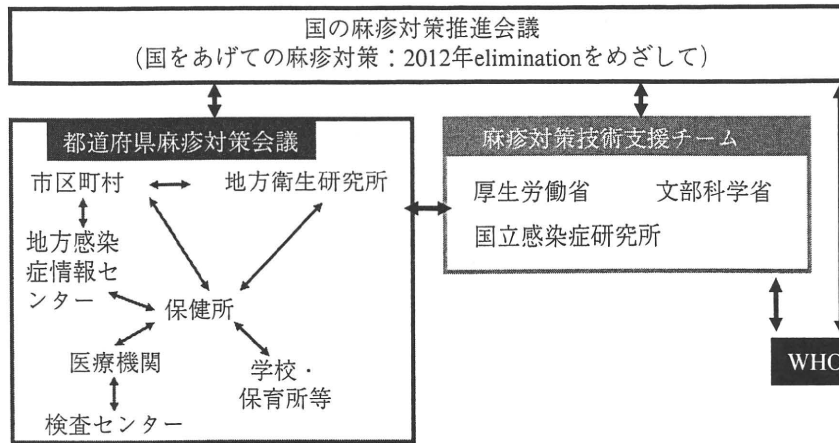 国の麻疹対策推進会議
(国をあげての麻疹対策：2012年eliminationをめざして)
都道府県麻疹対策会議
市区町村
地方衛生研究所
地方感染
症情報セ
ンター
保健所
医療機関
学校・
保育所等
検査センター
麻疹対策技術支援チーム
厚生労働省
文部科学省
国立感染症研究所
WHO